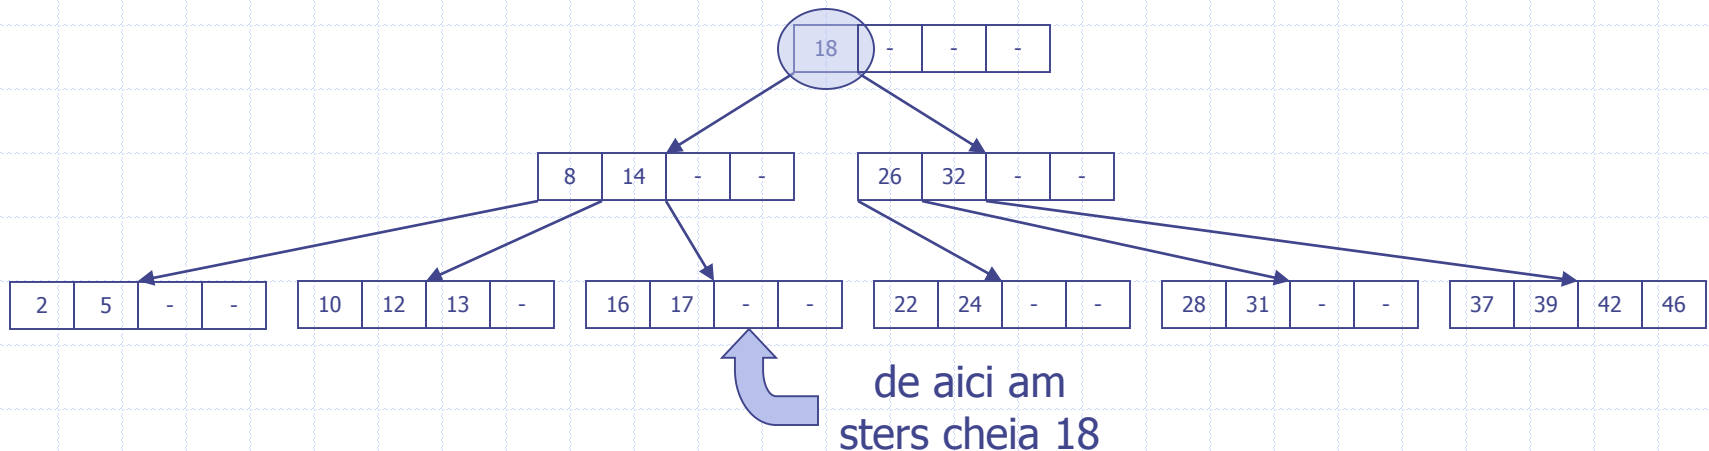 18 - - -
8 14 - - 26 32 - -
2 5 - - 10 12 13 - 16 17 - - 22 24 - - 28 31 - - 37 39 42 46
de aici am
sters cheia 18